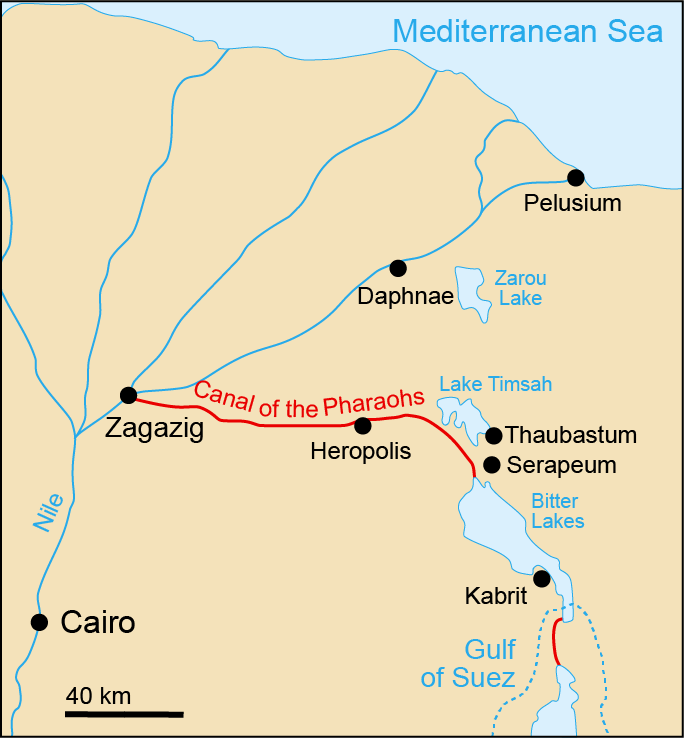 Mediterranean Sea
Pelusium
Daphnae
Zarou
Lake
Canal of the Pharaohs
Lake Timsah
Zagazig
Heropolis
Thaubastum
Serapeum
Bitter
Lakes
Nile
Kabrit
Cairo
Gulf
of Suez
40 km